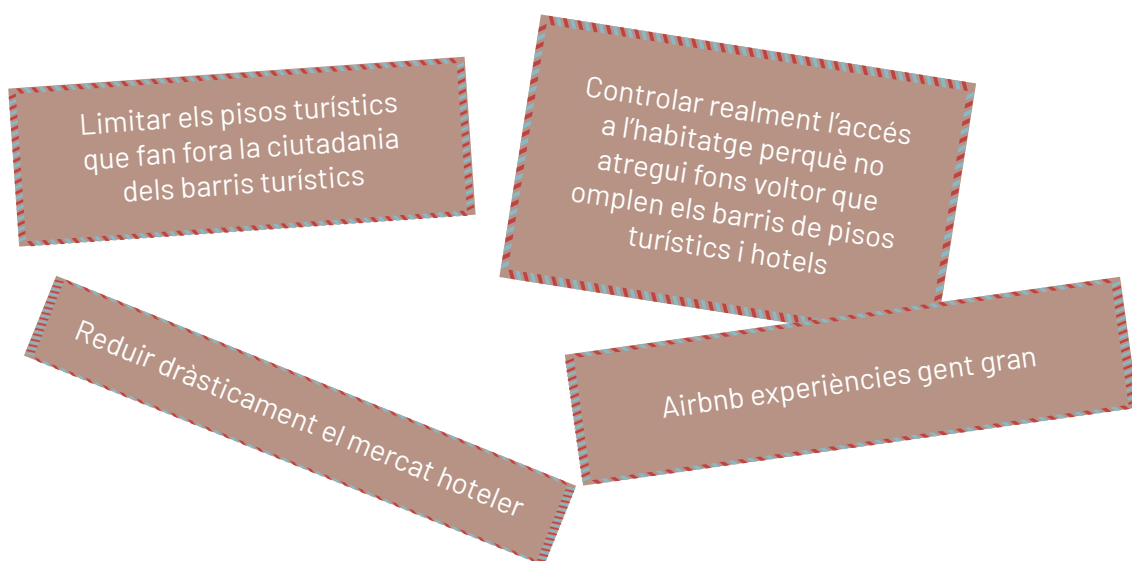 Limitar els pisos turístics
que fan fora la ciutadania
dels barris turístics
Controlar realment l'accés
a l'habitatge perquè no
atregui fons voltor que
omplen els barris de pisos
turístics i hotels
Reduir dràsticament el mercat hoteler
Airbnb experiències gent gran